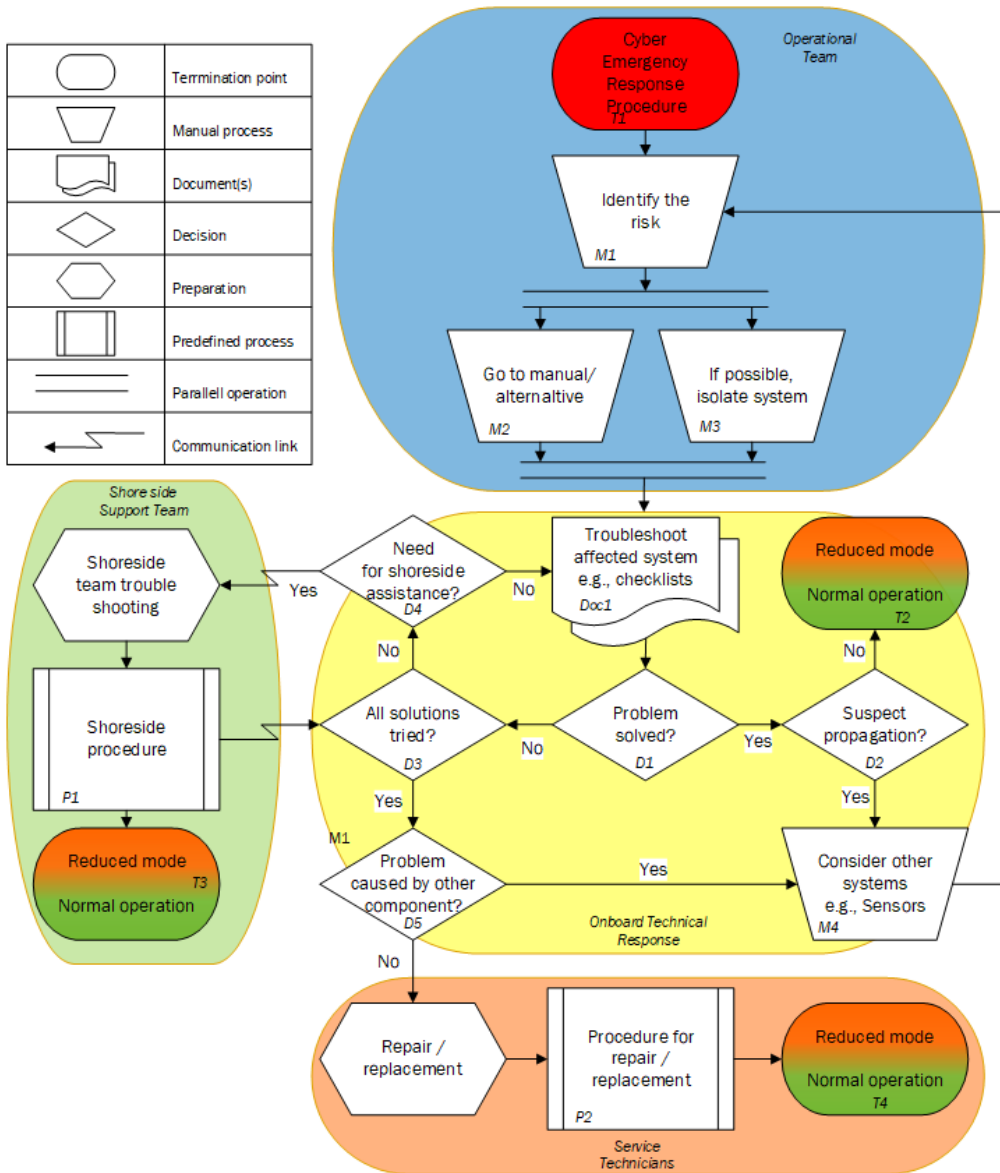 Termination point
Manual process
Document(s)
Decision
Preparation
Predefined process
Parallell operation
Communication link
Operational
Team
Cyber
Emergency
Response
Procedure
T1
Identify the
risk
M1
Go to manual/
alternaltive
M2
If possible,
isolate system
M3
Shore side
Support Team
Shoreside
team trouble
shooting
Yes
Need
for shoreside
assistance?
D4
No
Troubleshoot
affected system
e.g., checklists
Doc1
Reduced mode
Normal operation
T2
No
No
Shoreside
procedure
P1
All solutions
tried?
D3
No
Problem
solved?
D1
Yes
Suspect
propagation?
D2
Yes
Yes
M1
Reduced mode
T3
Normal operation
Problem
caused by other
component?
D5
Yes
Consider other
systems
e.g., Sensors
M4
Onboard Technical
Response
No
Repair /
replacement
Procedure for
repair /
replacement
P2
Reduced mode
Normal operation
T4
Service
Technicians